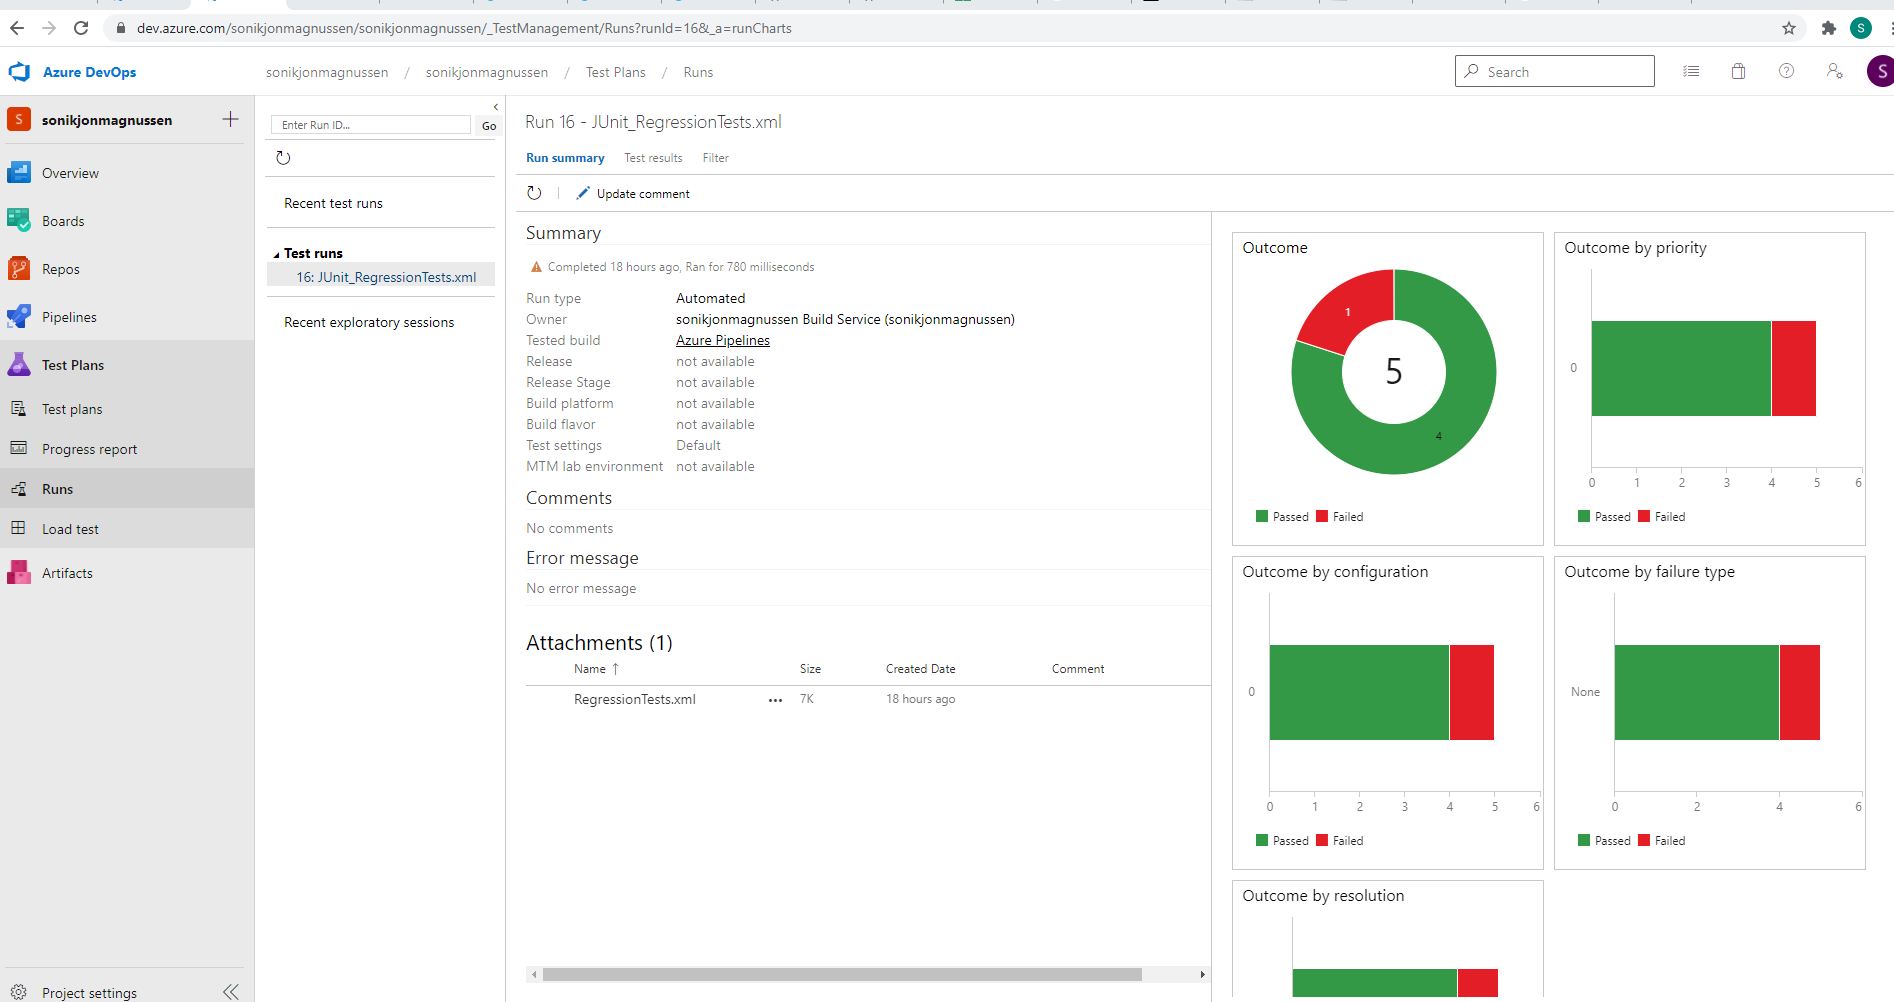 dev.azure.com/sonikjonmagnussen/sonikjonmagnussen/_TestManagement/Runs?runId=16&_a=runCharts
S
Azure DevOps
sonikjonmagnussen / sonikjonmagnussen / Test Plans / Runs
Search
S
S
sonikjonmagnussen
Overview
Boards
Repos
Pipelines
Test Plans
Test plans
Progress report
Runs
Load test
Artifacts
Project settings
Enter Run ID...
Go
Recent test runs
Test runs
16: JUnit_RegressionTests.xml
Recent exploratory sessions
Run 16 - JUnit_RegressionTests.xml
Run summary Test results Filter
Update comment
Summary
Completed 18 hours ago, Ran for 780 milliseconds
Run type Automated
Owner sonikjonmagnussen Build Service (sonikjonmagnussen)
Tested build Azure Pipelines
Release not available
Release Stage not available
Build platform not available
Build flavor not available
Test settings Default
MTM lab environment not available
Comments
No comments
Error message
No error message
Attachments (1)
Name ↑ Size Created Date Comment
RegressionTests.xml ... 7K 18 hours ago
Outcome
1
5
4
Passed Failed
Outcome by priority
0
0 1 2 3 4 5 6
Passed Failed
Outcome by configuration
0
0 1 2 3 4 5 6
Passed Failed
Outcome by failure type
None
0 2 4 6
Passed Failed
Outcome by resolution